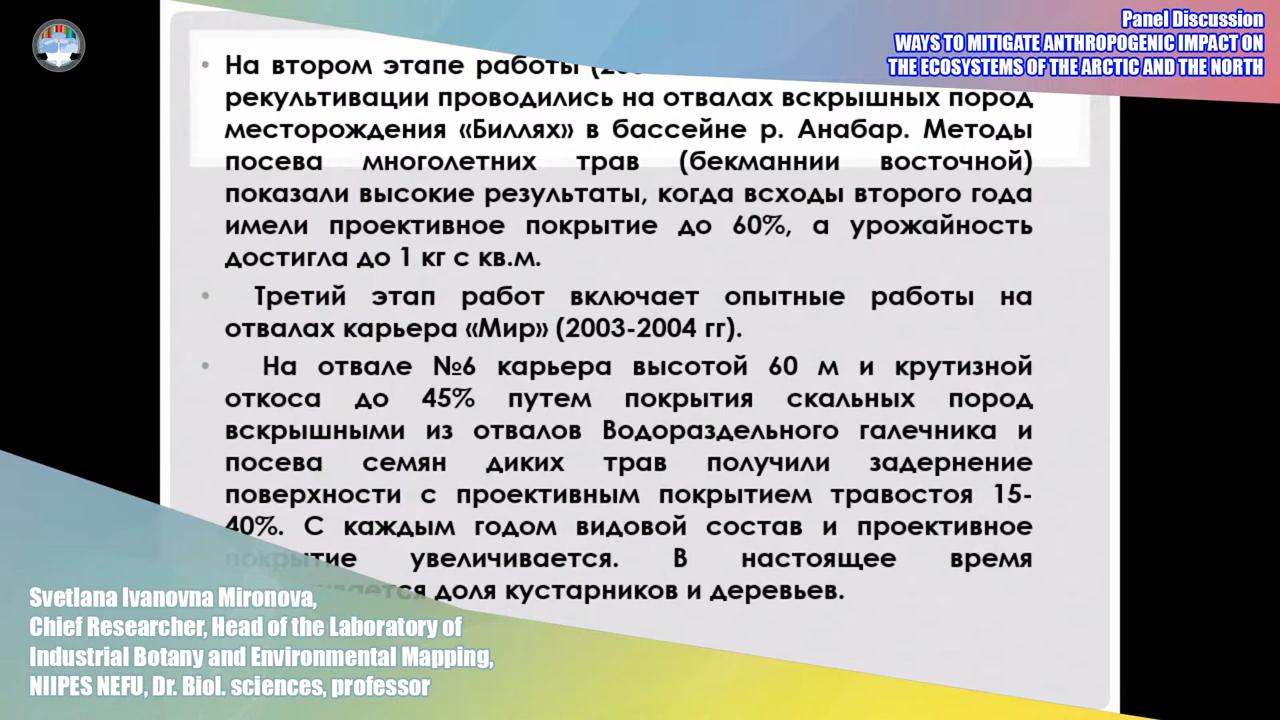 Panel Discussion
WAYS TO MITIGATE ANTHROPOGENIC IMPACT ON
THE ECOSYSTEMS OF THE ARCTIC AND THE NORTH
• На втором этапе работы
рекультивации проводились на отвалах вскрышных пород
месторождения «Биллях» в бассейне р. Анабар. Методы
посева многолетних трав (бекмании восточной)
показали высокие результаты, когда всходы второго года
имели проективное покрытие до 60%, а урожайность
достигла до 1 кг с кв.м.
• Третий этап работ включает опытные работы на
отвалах карьера «Мир» (2003-2004 гг).
• На отвале №6 карьера высотой 60 м и крутизной
откоса до 45% путем покрытия скальных пород
вскрышными из отвалов Водораздельного галечника и
посева семян диких трав получили задернение
поверхности с проективным покрытием травостоя 15-
40%. С каждым годом видовой состав и проективное
покрытие увеличивается. В настоящее время
доля кустарников и деревьев.
Svetlana Ivanovna Mironova,
Chief Researcher, Head of the Laboratory of
Industrial Botany and Environmental Mapping,
NIIPES NEFU, Dr. Biol. sciences, professor